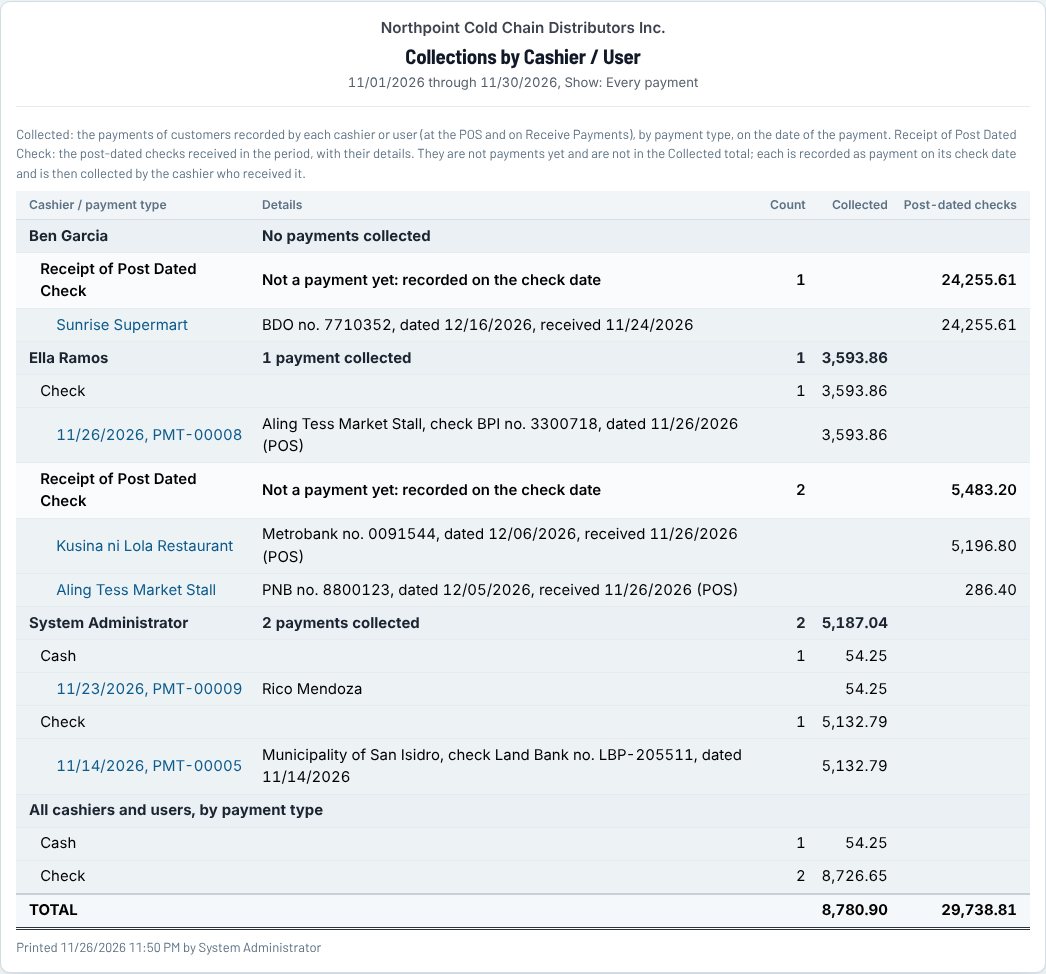 Northpoint Cold Chain Distributors Inc.
Collections by Cashier / User
11/01/2026 through 11/30/2026, Show: Every payment
Collected: the payments of customers recorded by each cashier or user (at the POS and on Receive Payments), by payment type, on the date of the payment. Receipt of Post Dated
Check: the post-dated checks received in the period, with their details. They are not payments yet and are not in the Collected total; each is recorded as payment on its check date
and is then collected by the cashier who received it.
Cashier / payment type Details Count Collected Post-dated checks
Ben Garcia No payments collected
Receipt of Post Dated
Check Not a payment yet: recorded on the check date 1 24,255.61
Sunrise Supermart BDO no. 7710352, dated 12/16/2026, received 11/24/2026 24,255.61
Ella Ramos 1 payment collected 1 3,593.86
Check 1 3,593.86
11/26/2026, PMT-00008 Aling Tess Market Stall, check BPI no. 3300718, dated 11/26/2026
(POS) 3,593.86
Receipt of Post Dated
Check Not a payment yet: recorded on the check date 2 5,483.20
Kusina ni Lola Restaurant Metrobank no. 0091544, dated 12/06/2026, received 11/26/2026
(POS) 5,196.80
Aling Tess Market Stall PNB no. 8800123, dated 12/05/2026, received 11/26/2026 (POS) 286.40
System Administrator 2 payments collected 2 5,187.04
Cash 1 54.25
11/23/2026, PMT-00009 Rico Mendoza 54.25
Check 1 5,132.79
11/14/2026, PMT-00005 Municipality of San Isidro, check Land Bank no. LBP-205511, dated
11/14/2026 5,132.79
All cashiers and users, by payment type
Cash 1 54.25
Check 2 8,726.65
TOTAL 8,780.90 29,738.81
Printed 11/26/2026 11:50 PM by System Administrator